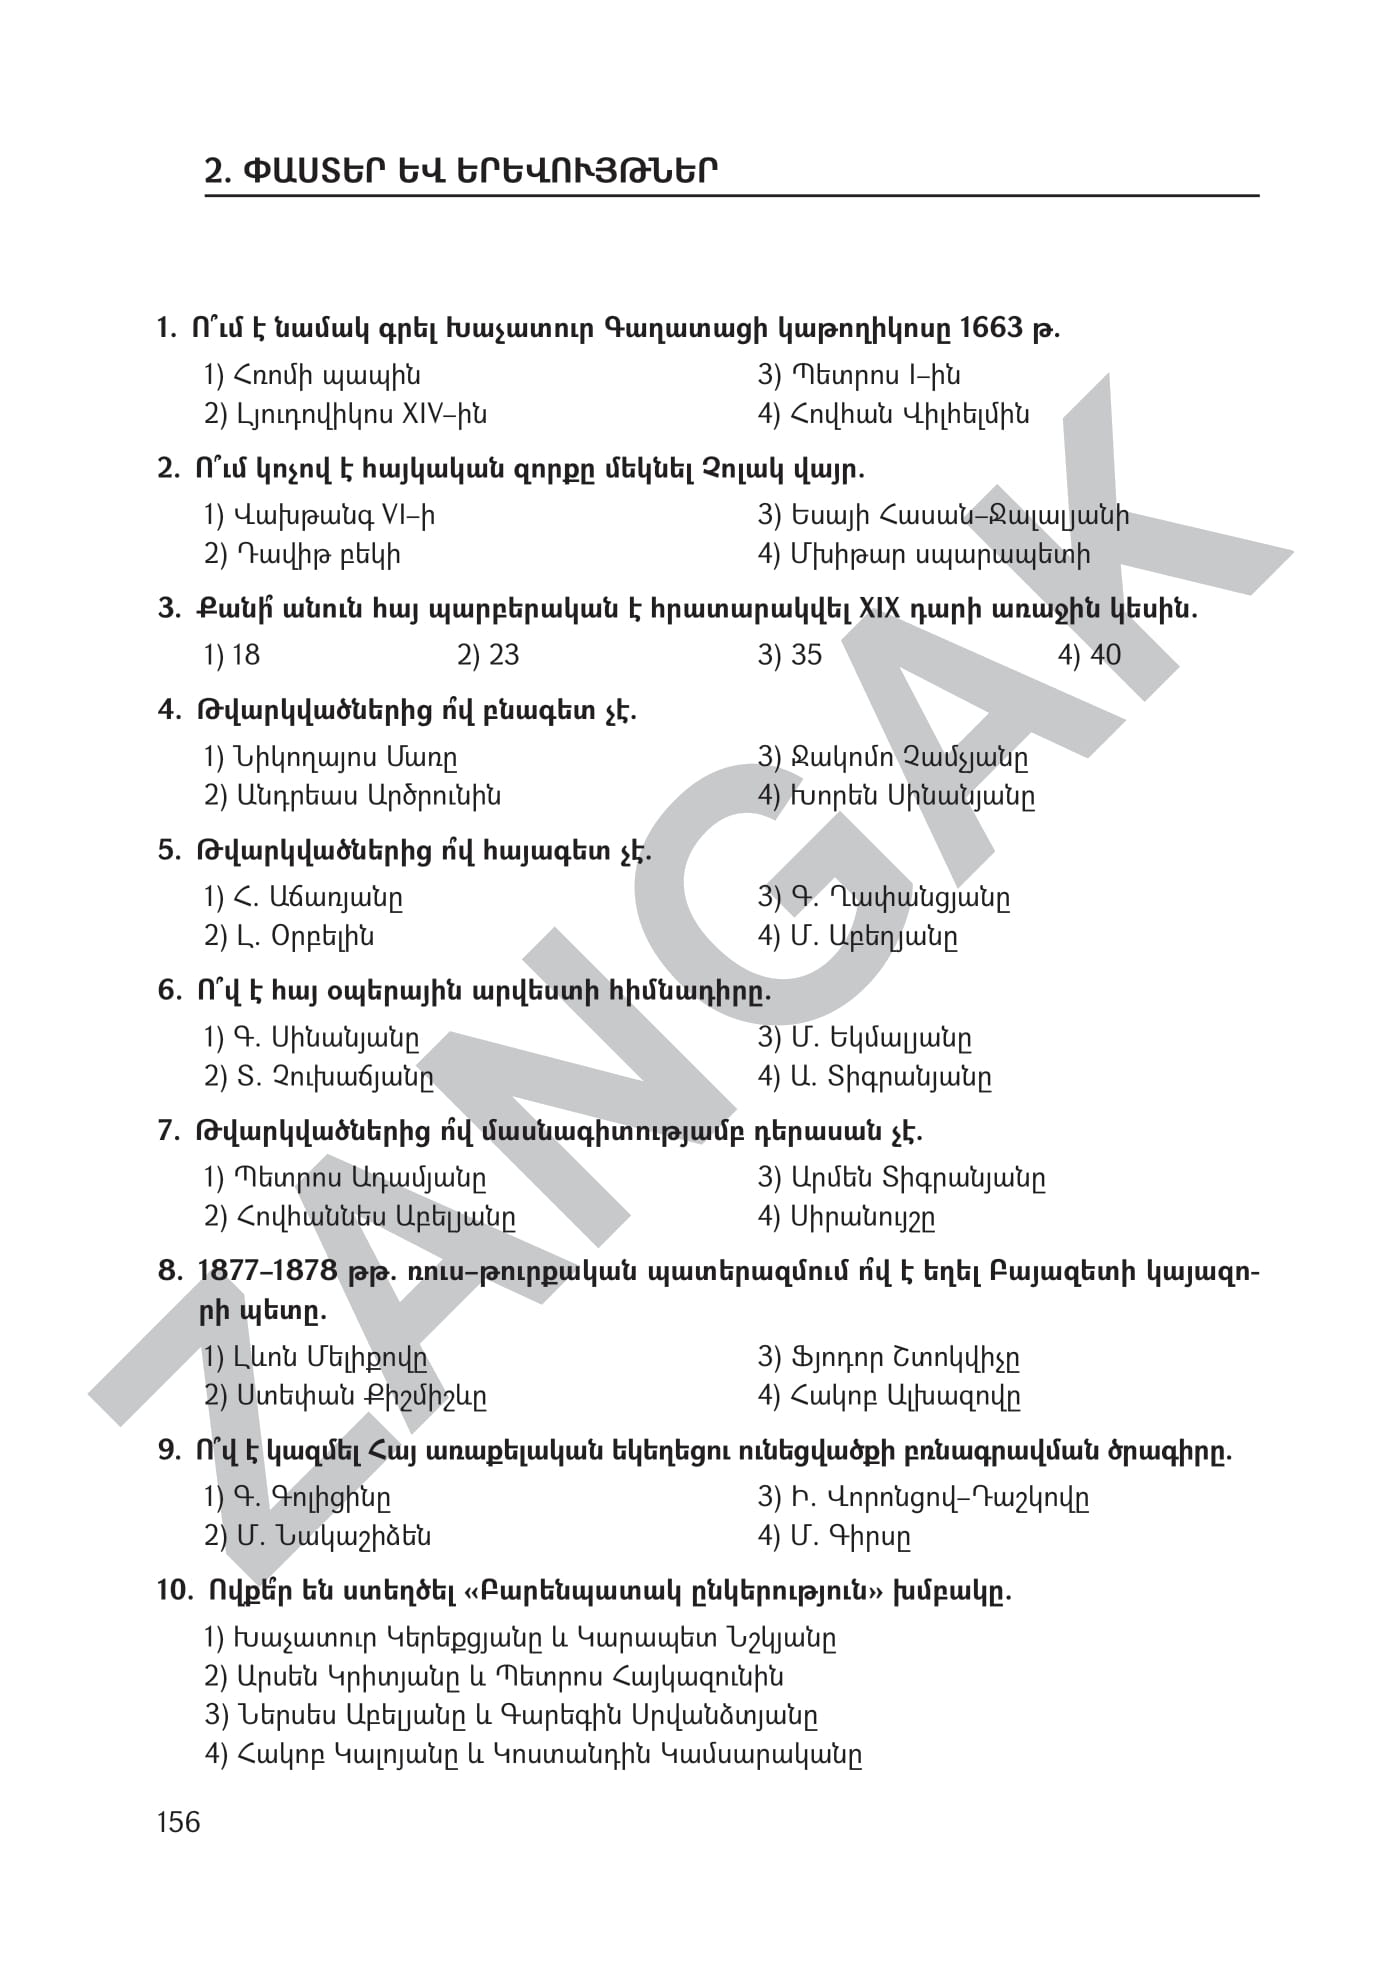 2. ՓԱՍՏԵՐ ԵՎ ԵՐԵՎՈՒՅԹՆԵՐ
1. Ո՞ւմ է նամակ գրել Խաչատուր Գաղատացի կաթողիկոսը 1663 թ.
1) Հռոմի պապին
3) Պետրոս I–ին
2) Լյուդովիկոս XIV–ին
4) Հովհան Վիլհելմին
2. Ո՞ւմ կոչով է հայկական զորքը մեկնել Չոլակ վայր.
1) Վախթանգ VI–ի
3) Եսայի Հասան–Ջալալյանի
2) Դավիթ բեկի
4) Մխիթար սպարապետի
3. Քանի՞ անուն հայ պարբերական է հրատարակվել XIX դարի առաջին կեսին.
1) 18
2) 23
3) 35
4) 40
4. Թվարկվածներից ո՞վ բնագետ չէ.
1) Նիկողայոս Մառը
3) Ջակոմո Չամչյանը
2) Անդրեաս Արծրունին
4) Խորեն Սինանյանը
5. Թվարկվածներից ո՞վ հայագետ չէ.
1) Հ. Աճառյանը
3) Գ. Ղափանցյանը
2) Լ. Օրբելին
4) Մ. Աբեղյանը
6. Ո՞վ է հայ օպերային արվեստի հիմնադիրը.
1) Գ. Սինանյանը
3) Մ. Եկմալյանը
2) Տ. Չուխաճյանը
4) Ա. Տիգրանյանը
7. Թվարկվածներից ո՞վ մասնագիտությամբ դերասան չէ.
1) Պետրոս Ադամյանը
3) Արմեն Տիգրանյանը
2) Հովհաննես Աբելյանը
4) Սիրանույշը
8. 1877–1878 թթ. ռուս–թուրքական պատերազմում ո՞վ է եղել Բայազետի կայազո-
րի պետը.
1) Լևոն Մելիքովը
3) Ֆյոդոր Շտոկվիչը
2) Ստեփան Քիշմիշևը
4) Հակոբ Ալխազովը
9. Ո՞վ է կազմել Հայ առաքելական եկեղեցու ունեցվածքի բռնագրավման ծրագիրը.
1) Գ. Գոլիցինը
3) Ի. Վորոնցով–Դաշկովը
2) Մ. Նակաշիձեն
4) Մ. Գիրսը
10. Ովքե՞ր են ստեղծել «Բարենպատակ ընկերություն» խմբակը.
1) Խաչատուր Կերեքցյանը և Կարապետ Նշկյանը
2) Արսեն Կրիտյանը և Պետրոս Հայկազունին
3) Ներսես Աբելյանը և Գարեգին Սրվանձտյանը
4) Հակոբ Կալոյանը և Կոստանդին Կամսարականը
156
ZANGAK